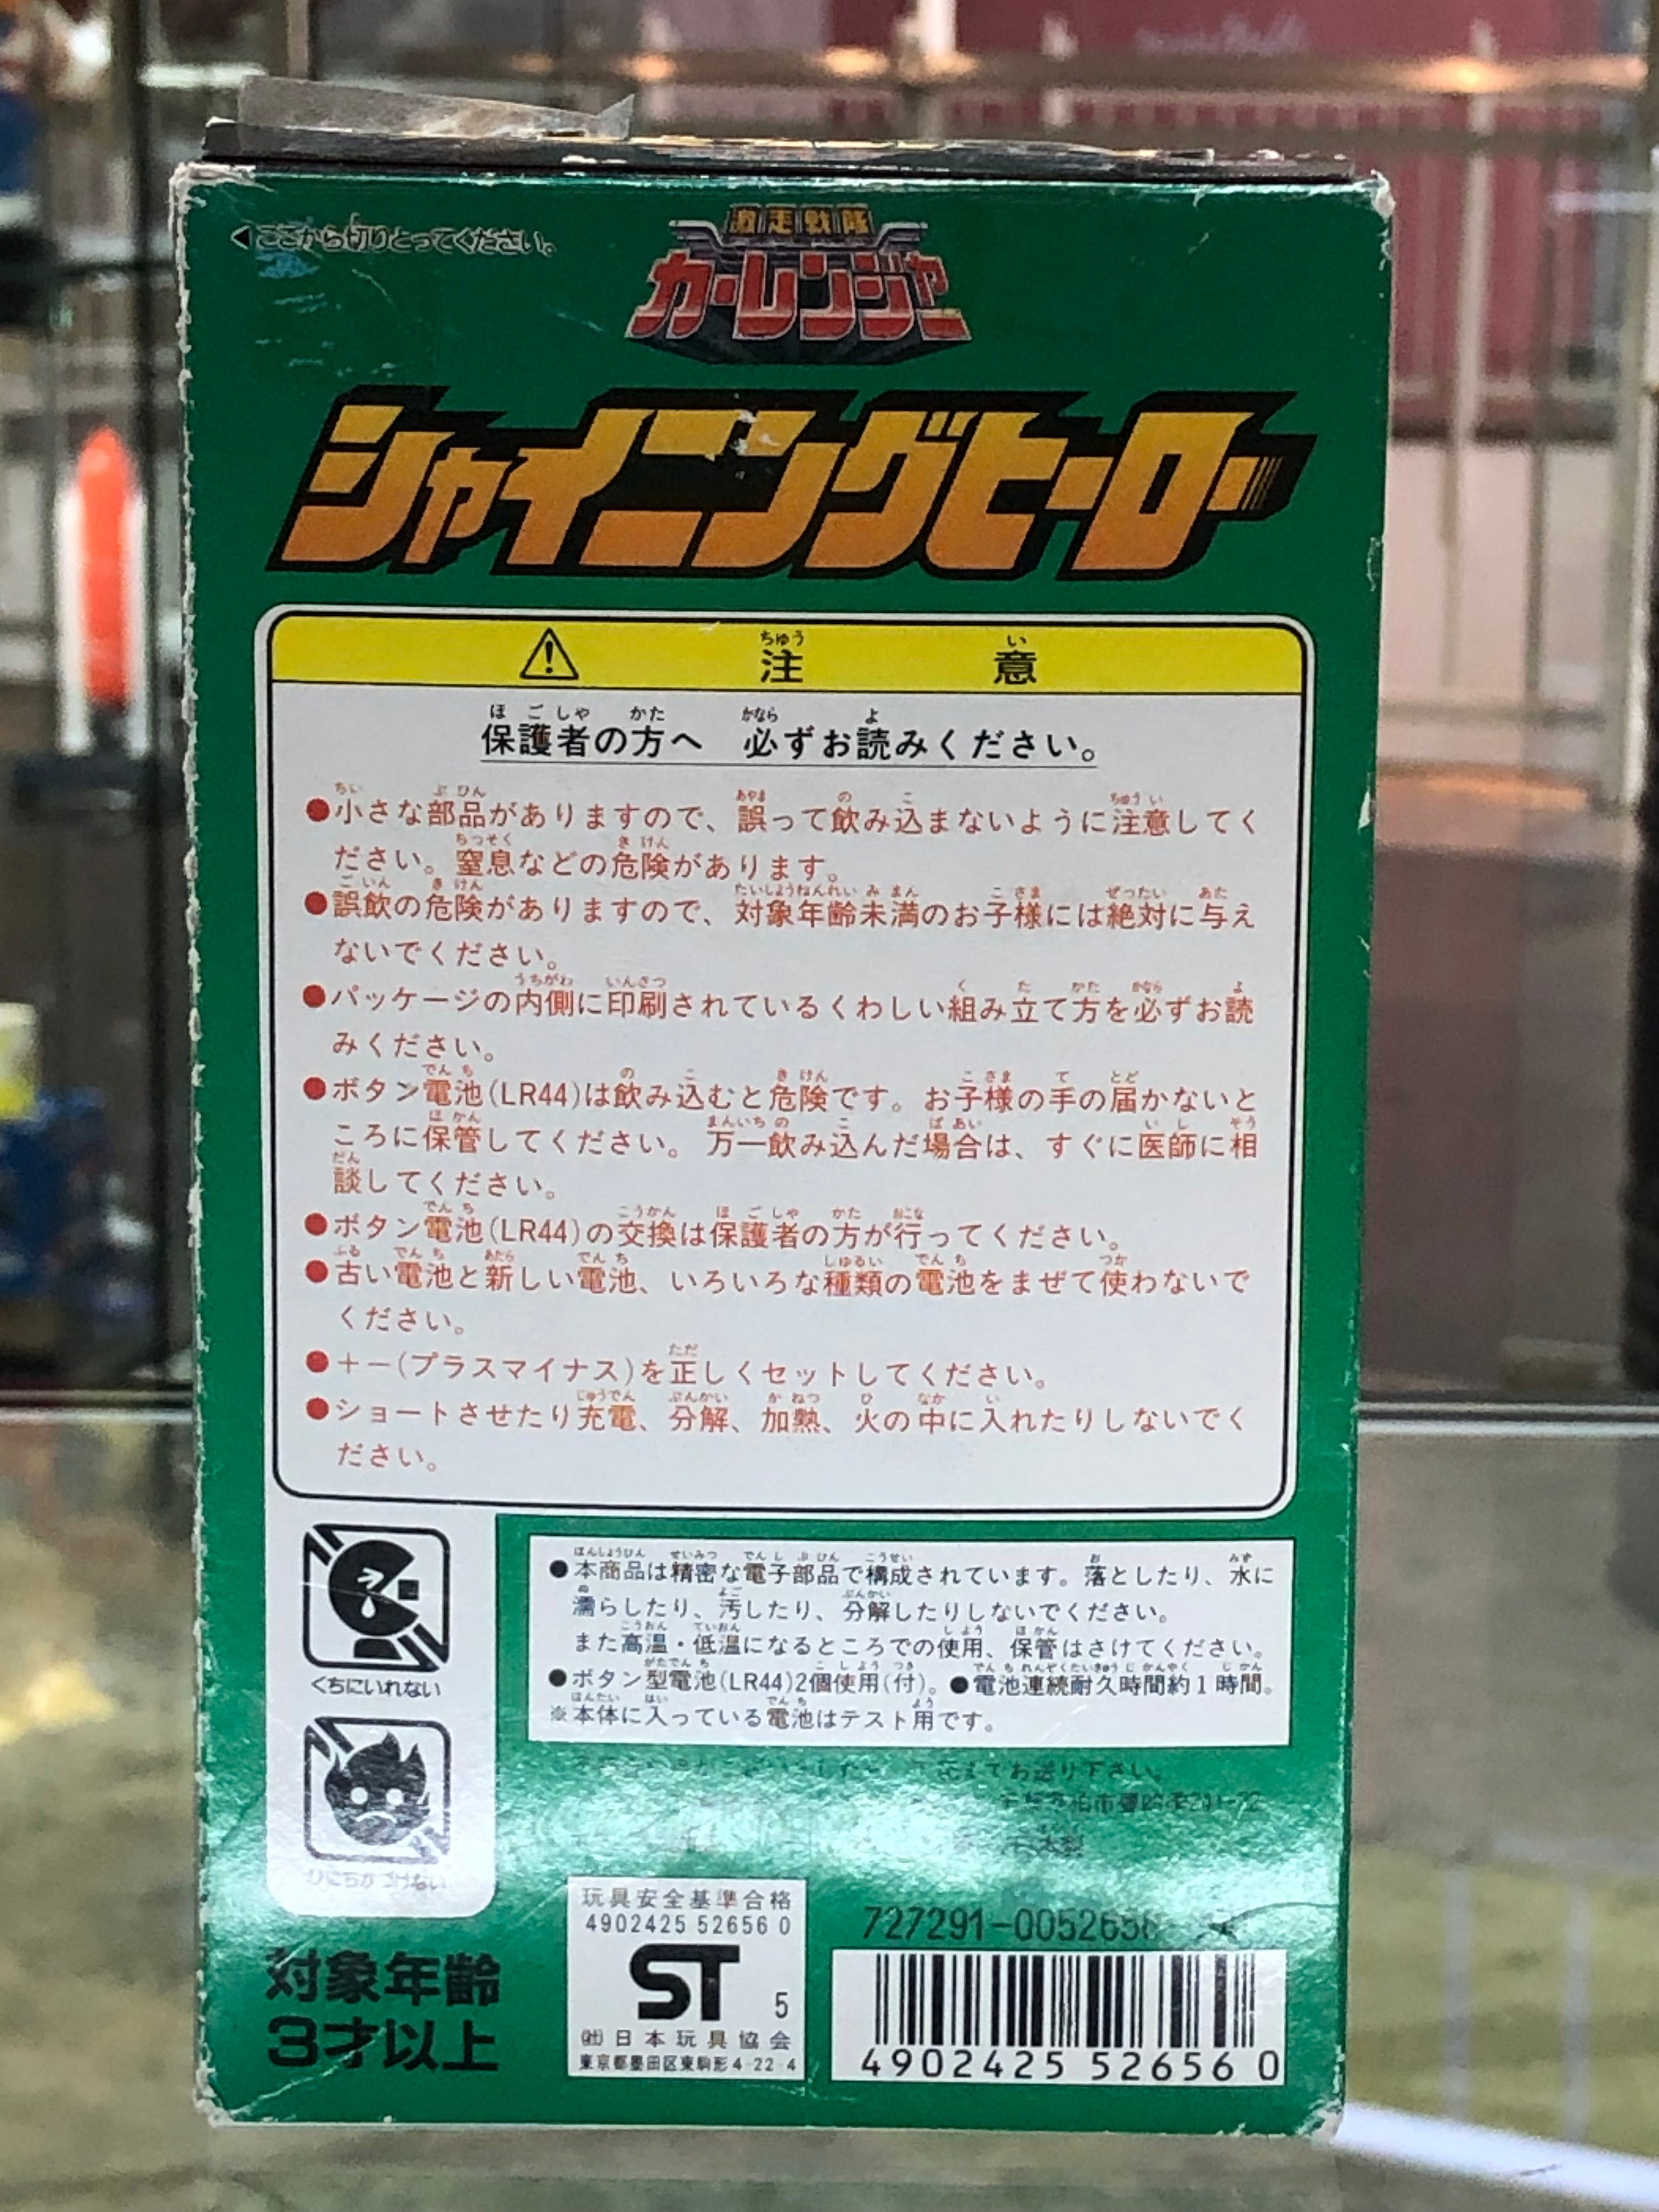 ◀ここから切りとってください。
激走戦隊
カーレンジャー
シャイニングヒーロー
⚠ 注意
保護者の方へ 必ずお読みください。
●小さな部品がありますので、誤って飲み込まないように注意してく
ださい。窒息などの危険があります。
●誤飲の危険がありますので、対象年齢未満のお子様には絶対に与え
ないでください。
●パッケージの内側に印刷されているくわしい組み立て方を必ずお読
みください。
●ボタン電池(LR44)は飲み込むと危険です。お子様の手の届かないと
ころに保管してください。万一飲み込んだ場合は、すぐに医師に相
談してください。
●ボタン電池(LR44)の交換は保護者の方が行ってください。
●古い電池と新しい電池、いろいろな種類の電池をまぜて使わないで
ください。
●＋－(プラスマイナス)を正しくセットしてください。
●ショートさせたり充電、分解、加熱、火の中に入れたりしないでく
ださい。
くちにいれない
ひにちかづけない
●本商品は精密な電子部品で構成されています。落としたり、水に
濡らしたり、汚したり、分解したりしないでください。
また高温・低温になるところでの使用、保管はさけてください。
●ボタン型電池(LR44)2個使用(付)。●電池連続耐久時間約1時間。
※本体に入っている電池はテスト用です。
てお送り下さい。
対象年齢
3才以上
玩具安全基準合格
4902425 52656 0
ST 5
㈳日本玩具協会
東京都墨田区東駒形4-22-4
727291-0052656
4902425 526560